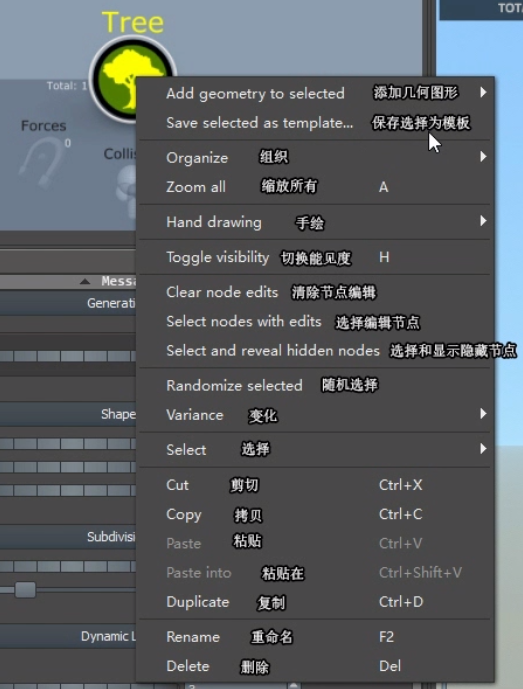 TOTA
Tree
Total: 1
Forces
0
Collis
Add geometry to selected 添加几何图形
Save selected as template... 保存选择为模板
Organize 组织
Zoom all 缩放所有 A
Hand drawing 手绘
Toggle visibility 切换能见度 H
Messa
Clear node edits 清除节点编辑
Generati
Select nodes with edits 选择编辑节点
Select and reveal hidden nodes 选择和显示隐藏节点
Randomize selected 随机选择
Shape
Variance 变化
Select 选择
Cut 剪切 Ctrl+X
Copy 拷贝 Ctrl+C
Subdivisi
Paste 粘贴 Ctrl+V
Paste into 粘贴在 Ctrl+Shift+V
Duplicate 复制 Ctrl+D
Dynamic L
Rename 重命名 F2
Delete 删除 Del